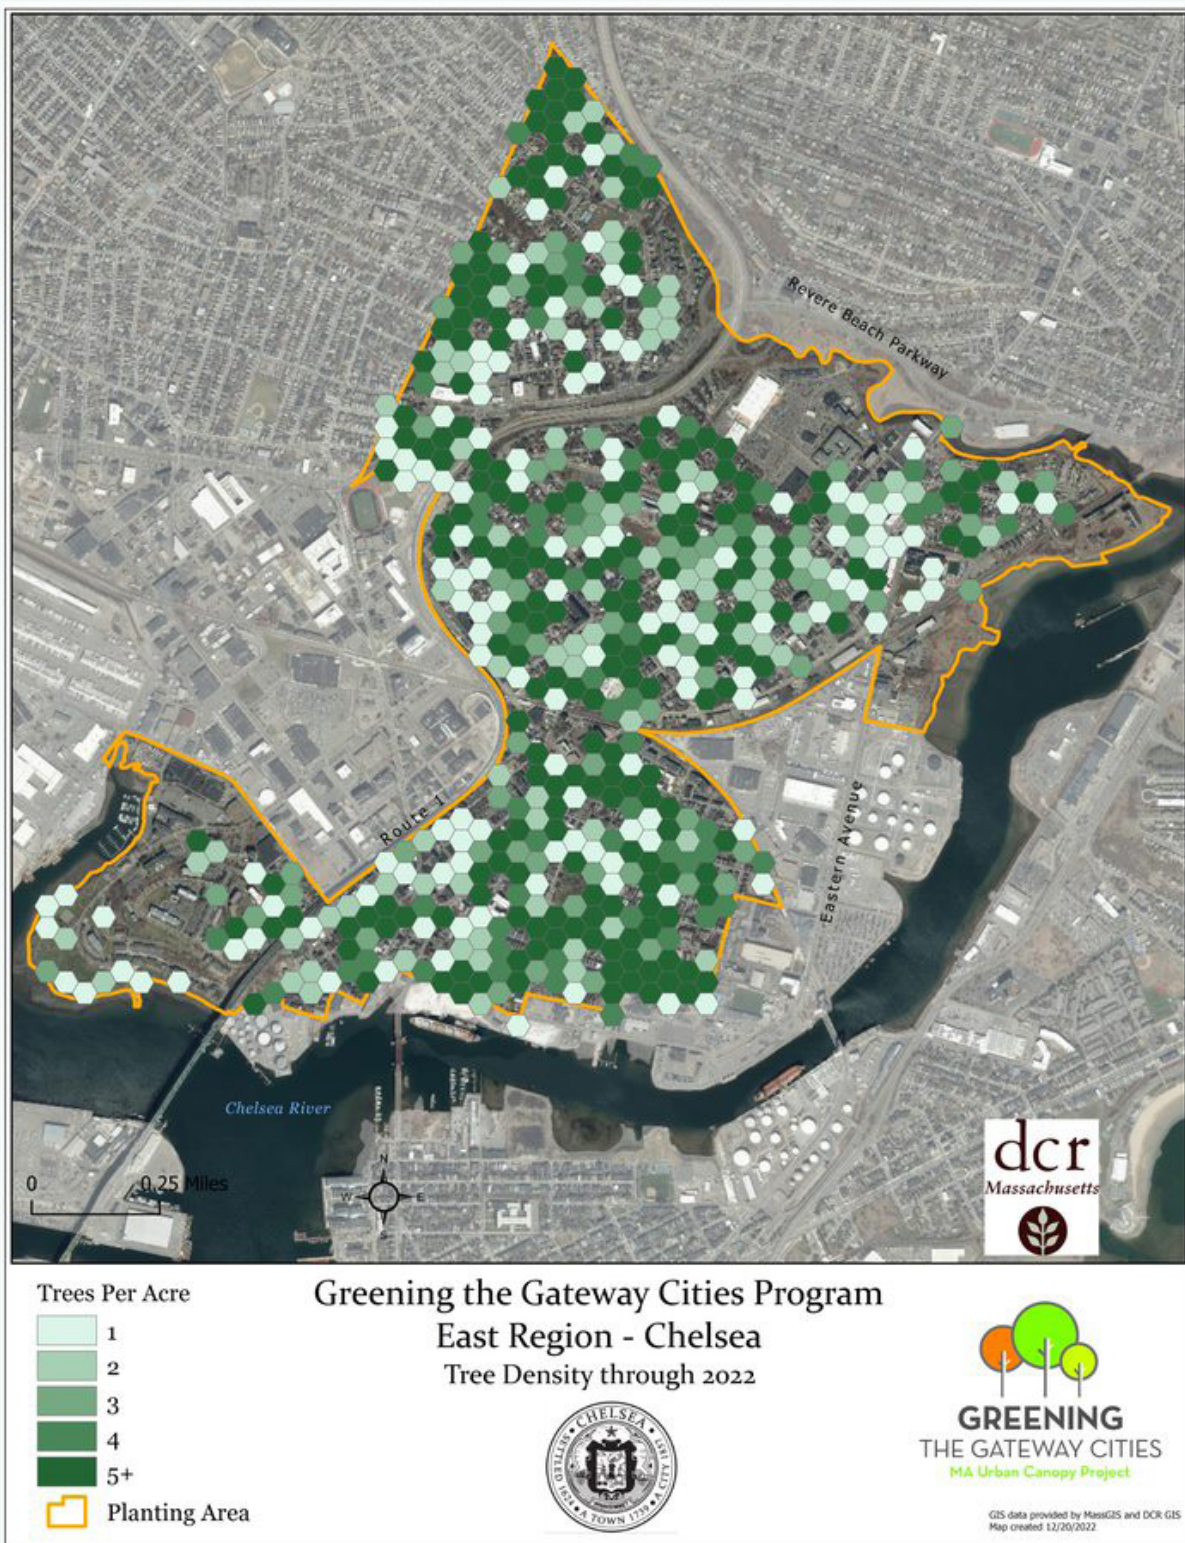 Revere Beach Parkway
Route 1
Eastern Avenue
Chelsea River
0 0.25 Miles
N
W E
S
dcr
Massachusetts
Trees Per Acre
1
2
3
4
5+
Planting Area
Greening the Gateway Cities Program
East Region - Chelsea
Tree Density through 2022
CHELSEA
SETTLED 1624 A TOWN 1739 A CITY 1857
GREENING
THE GATEWAY CITIES
MA Urban Canopy Project
GIS data provided by MassGIS and DCR GIS
Map created 12/20/2022